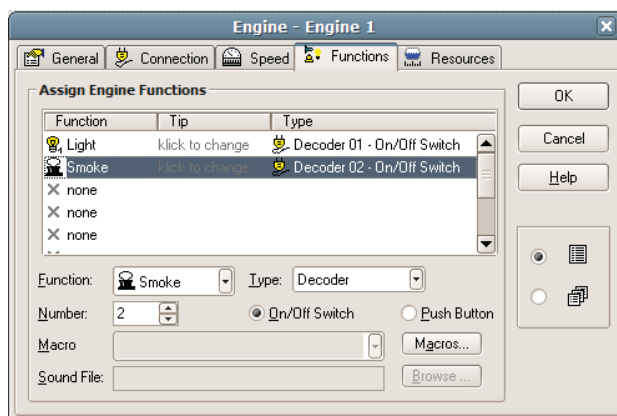 Engine - Engine 1
General Connection Speed Functions Resources
Assign Engine Functions
Function Tip Type
Light klick to change Decoder 01 - On/Off Switch
Smoke klick to change Decoder 02 - On/Off Switch
none
none
none
Function: Smoke Type: Decoder
Number: 2 On/Off Switch Push Button
Macro Macros...
Sound File: Browse ...
OK
Cancel
Help